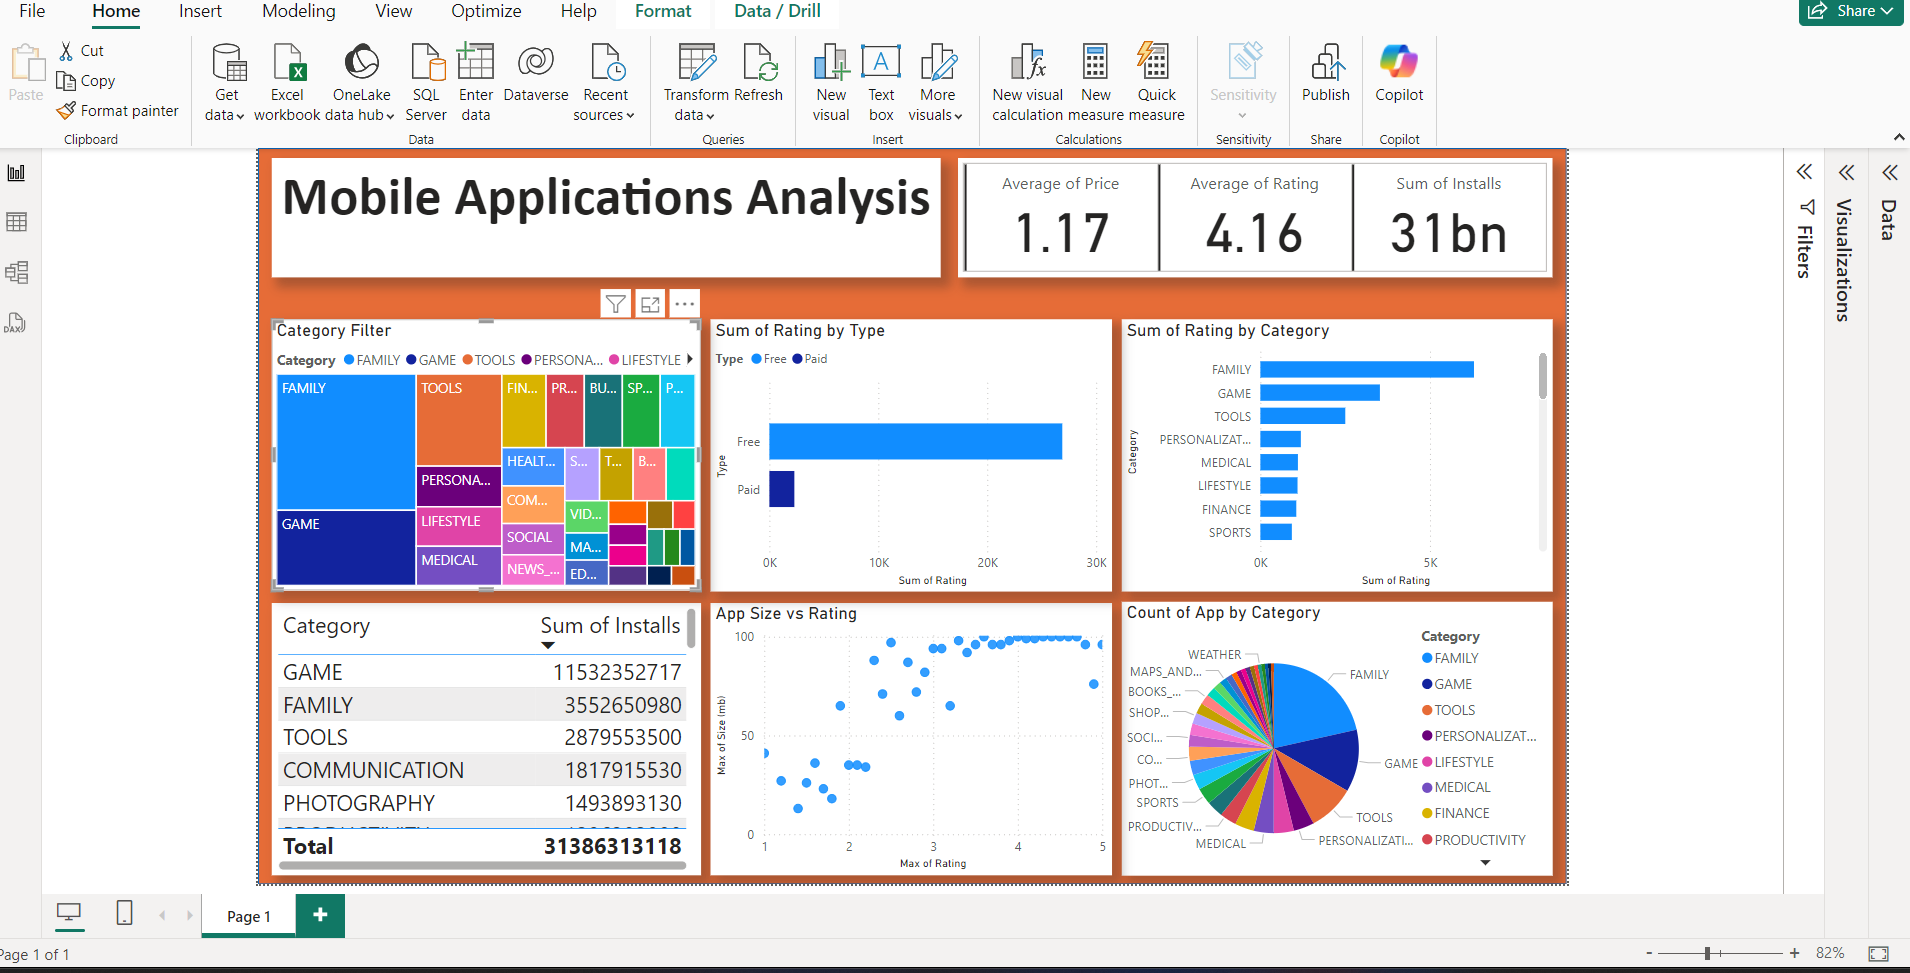 File Home Insert Modeling View Optimize Help Format Data / Drill Share
Paste
Cut
Copy
Format painter
Clipboard
Get data
Excel workbook
OneLake data hub
SQL Server
Enter data
Dataverse
Recent sources
Data
Transform data
Refresh
Queries
New visual
Text box
More visuals
Insert
New visual calculation
New measure
Quick measure
Calculations
Sensitivity
Sensitivity
Publish
Share
Copilot
Copilot
Mobile Applications Analysis
Average of Price
1.17
Average of Rating
4.16
Sum of Installs
31bn
Filters
Visualizations
Data
Category Filter
Category FAMILY GAME TOOLS PERSONA... LIFESTYLE
FAMILY
GAME
TOOLS
PERSONA...
LIFESTYLE
MEDICAL
FIN...
PR...
BU...
SP...
P...
HEALT...
S...
T...
B...
COM...
SOCIAL
NEWS_...
VID...
MA...
ED...
Sum of Rating by Type
Type Free Paid
Type
Free
Paid
0K 10K 20K 30K
Sum of Rating
Sum of Rating by Category
Category
FAMILY
GAME
TOOLS
PERSONALIZAT...
MEDICAL
LIFESTYLE
FINANCE
SPORTS
0K 5K
Sum of Rating
Category Sum of Installs
GAME 11532352717
FAMILY 3552650980
TOOLS 2879553500
COMMUNICATION 1817915530
PHOTOGRAPHY 1493893130
Total 31386313118
App Size vs Rating
Max of Size (mb)
100
50
0
1 2 3 4 5
Max of Rating
Count of App by Category
WEATHER
MAPS_AND...
BOOKS_...
SHOP...
SOCI...
CO...
PHOT...
SPORTS
PRODUCTIV...
MEDICAL
FAMILY
GAME
TOOLS
PERSONALIZATI...
Category
FAMILY
GAME
TOOLS
PERSONALIZAT...
LIFESTYLE
MEDICAL
FINANCE
PRODUCTIVITY
Page 1
+
Page 1 of 1
- + 82%